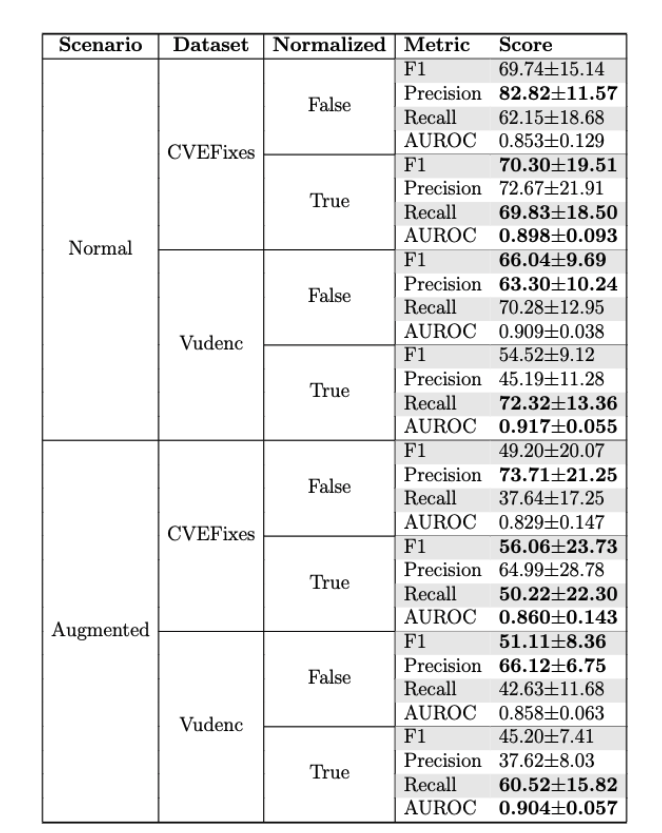 Scenario Dataset Normalized Metric Score
F1 69.74±15.14
Precision 82.82±11.57
False
Recall 62.15±18.68
AUROC 0.853±0.129
CVEFixes
F1 70.30±19.51
Precision 72.67±21.91
True
Recall 69.83±18.50
AUROC 0.898±0.093
Normal
F1 66.04±9.69
Precision 63.30±10.24
False
Recall 70.28±12.95
AUROC 0.909±0.038
Vudenc
F1 54.52±9.12
Precision 45.19±11.28
True
Recall 72.32±13.36
AUROC 0.917±0.055
F1 49.20±20.07
Precision 73.71±21.25
False
Recall 37.64±17.25
AUROC 0.829±0.147
CVEFixes
F1 56.06±23.73
Precision 64.99±28.78
True
Recall 50.22±22.30
AUROC 0.860±0.143
Augmented
F1 51.11±8.36
Precision 66.12±6.75
False
Recall 42.63±11.68
AUROC 0.858±0.063
Vudenc
F1 45.20±7.41
Precision 37.62±8.03
True
Recall 60.52±15.82
AUROC 0.904±0.057